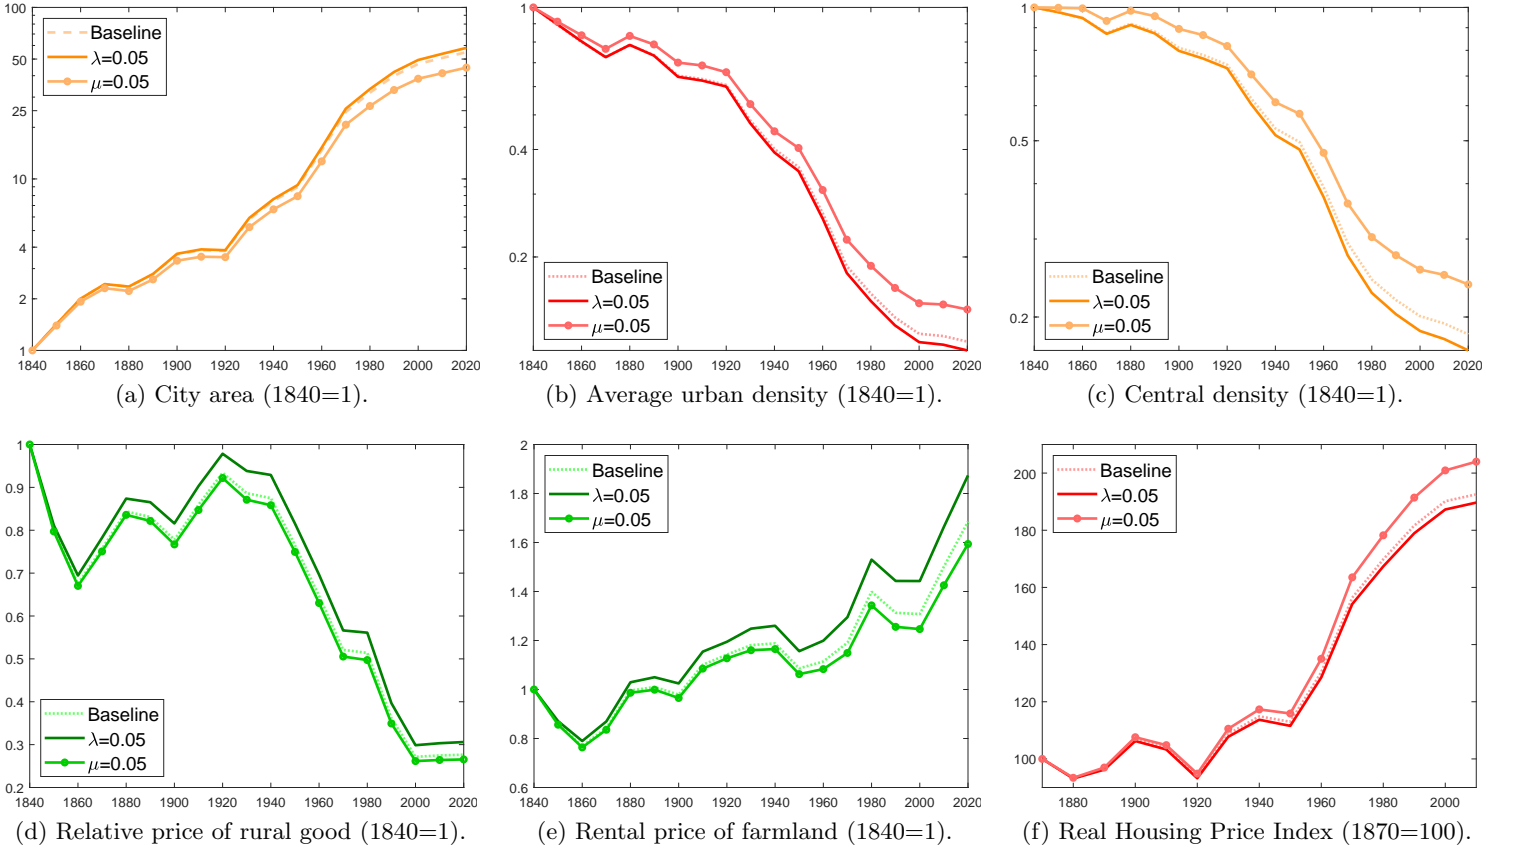 100
50
25
10
4
2
1
1840 1860 1880 1900 1920 1940 1960 1980 2000 2020
Baseline
λ=0.05
μ=0.05
(a) City area (1840=1).
1
0.4
0.2
1840 1860 1880 1900 1920 1940 1960 1980 2000 2020
Baseline
λ=0.05
μ=0.05
(b) Average urban density (1840=1).
1
0.5
0.2
1840 1860 1880 1900 1920 1940 1960 1980 2000 2020
Baseline
λ=0.05
μ=0.05
(c) Central density (1840=1).
1
0.9
0.8
0.7
0.6
0.5
0.4
0.3
0.2
1840 1860 1880 1900 1920 1940 1960 1980 2000 2020
Baseline
λ=0.05
μ=0.05
(d) Relative price of rural good (1840=1).
2
1.8
1.6
1.4
1.2
1
0.8
0.6
1840 1860 1880 1900 1920 1940 1960 1980 2000 2020
Baseline
λ=0.05
μ=0.05
(e) Rental price of farmland (1840=1).
200
180
160
140
120
100
1880 1900 1920 1940 1960 1980 2000
Baseline
λ=0.05
μ=0.05
(f) Real Housing Price Index (1870=100).